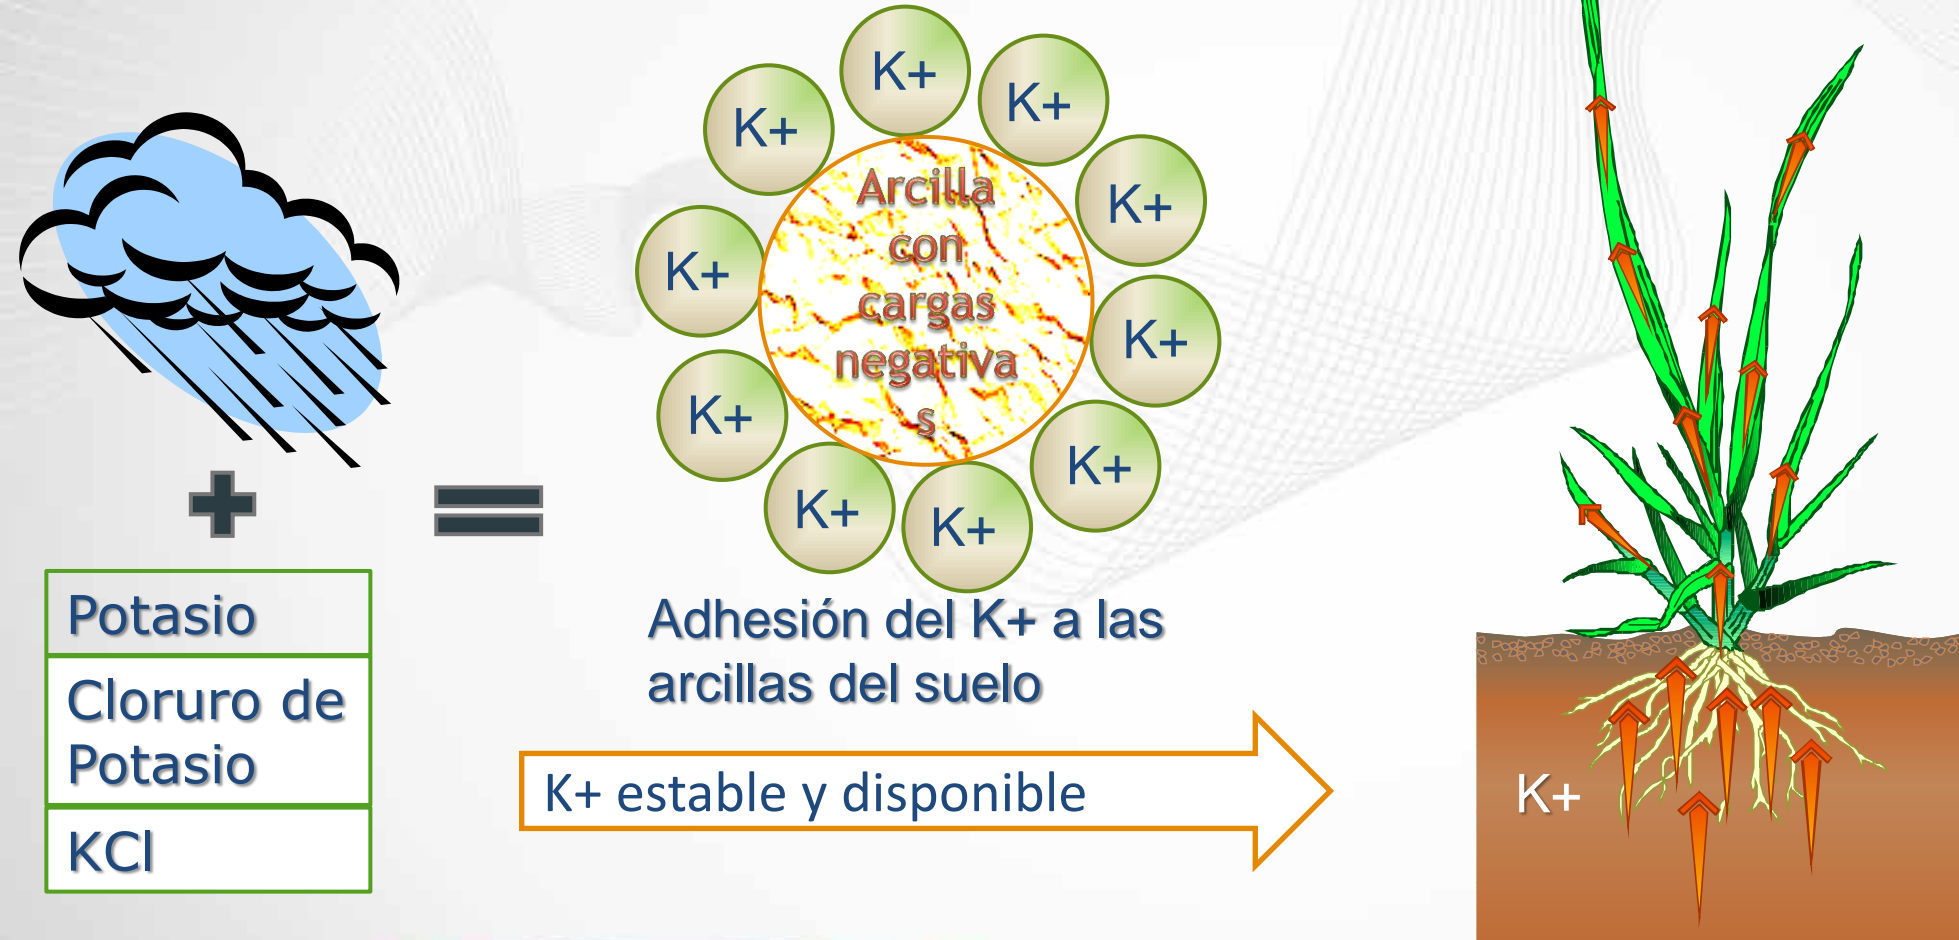 K+
K+
K+
K+
K+
K+
K+
K+
K+
K+
K+
Arcilla
con
cargas
negativa
s
Potasio
Cloruro de
Potasio
KCl
Adhesión del K+ a las
arcillas del suelo
K+ estable y disponible
K+